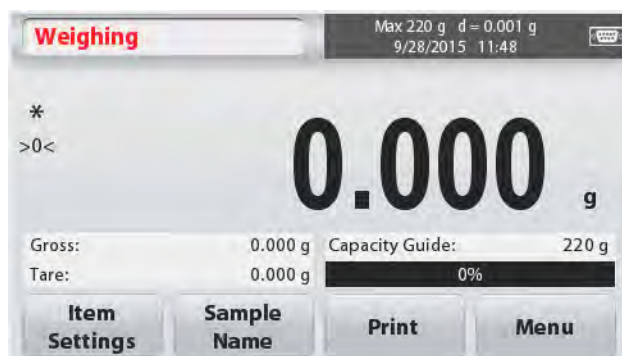 Weighing
Max 220 g d = 0.001 g
9/28/2015 11:48
*
>0<
0.000 g
Gross: 0.000 g
Tare: 0.000 g
Capacity Guide: 220 g
0%
Item
Settings
Sample
Name
Print
Menu